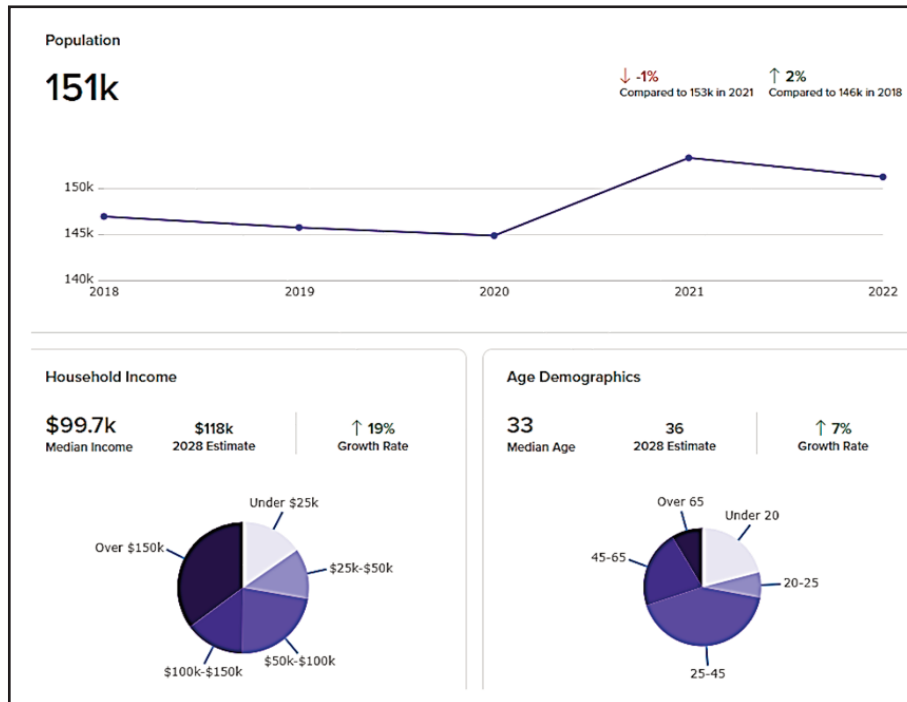 Population
151k
↓ -1%
Compared to 153k in 2021
↑ 2%
Compared to 146k in 2018
150k
145k
140k
2018 2019 2020 2021 2022
Household Income
$99.7k
Median Income
$118k
2028 Estimate
↑ 19%
Growth Rate
Under $25k
Over $150k
$25k-$50k
$50k-$100k
$100k-$150k
Age Demographics
33
Median Age
36
2028 Estimate
↑ 7%
Growth Rate
Over 65
Under 20
45-65
20-25
25-45